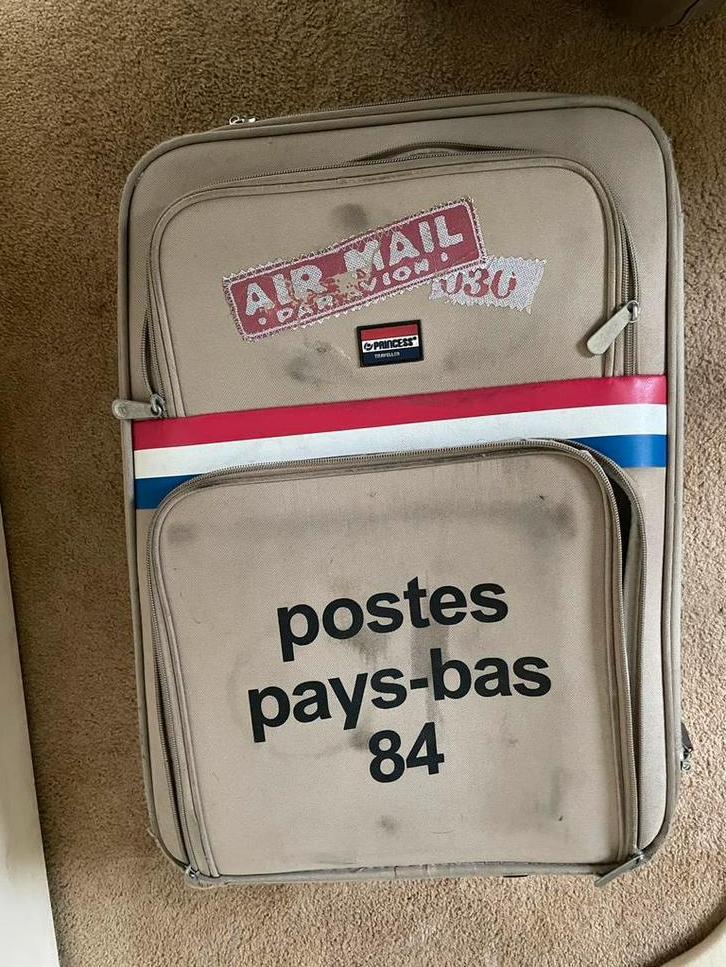 AIR MAIL
• PAR AVION •
030
PRINCESS
TRAVELLER
postes
pays-bas
84